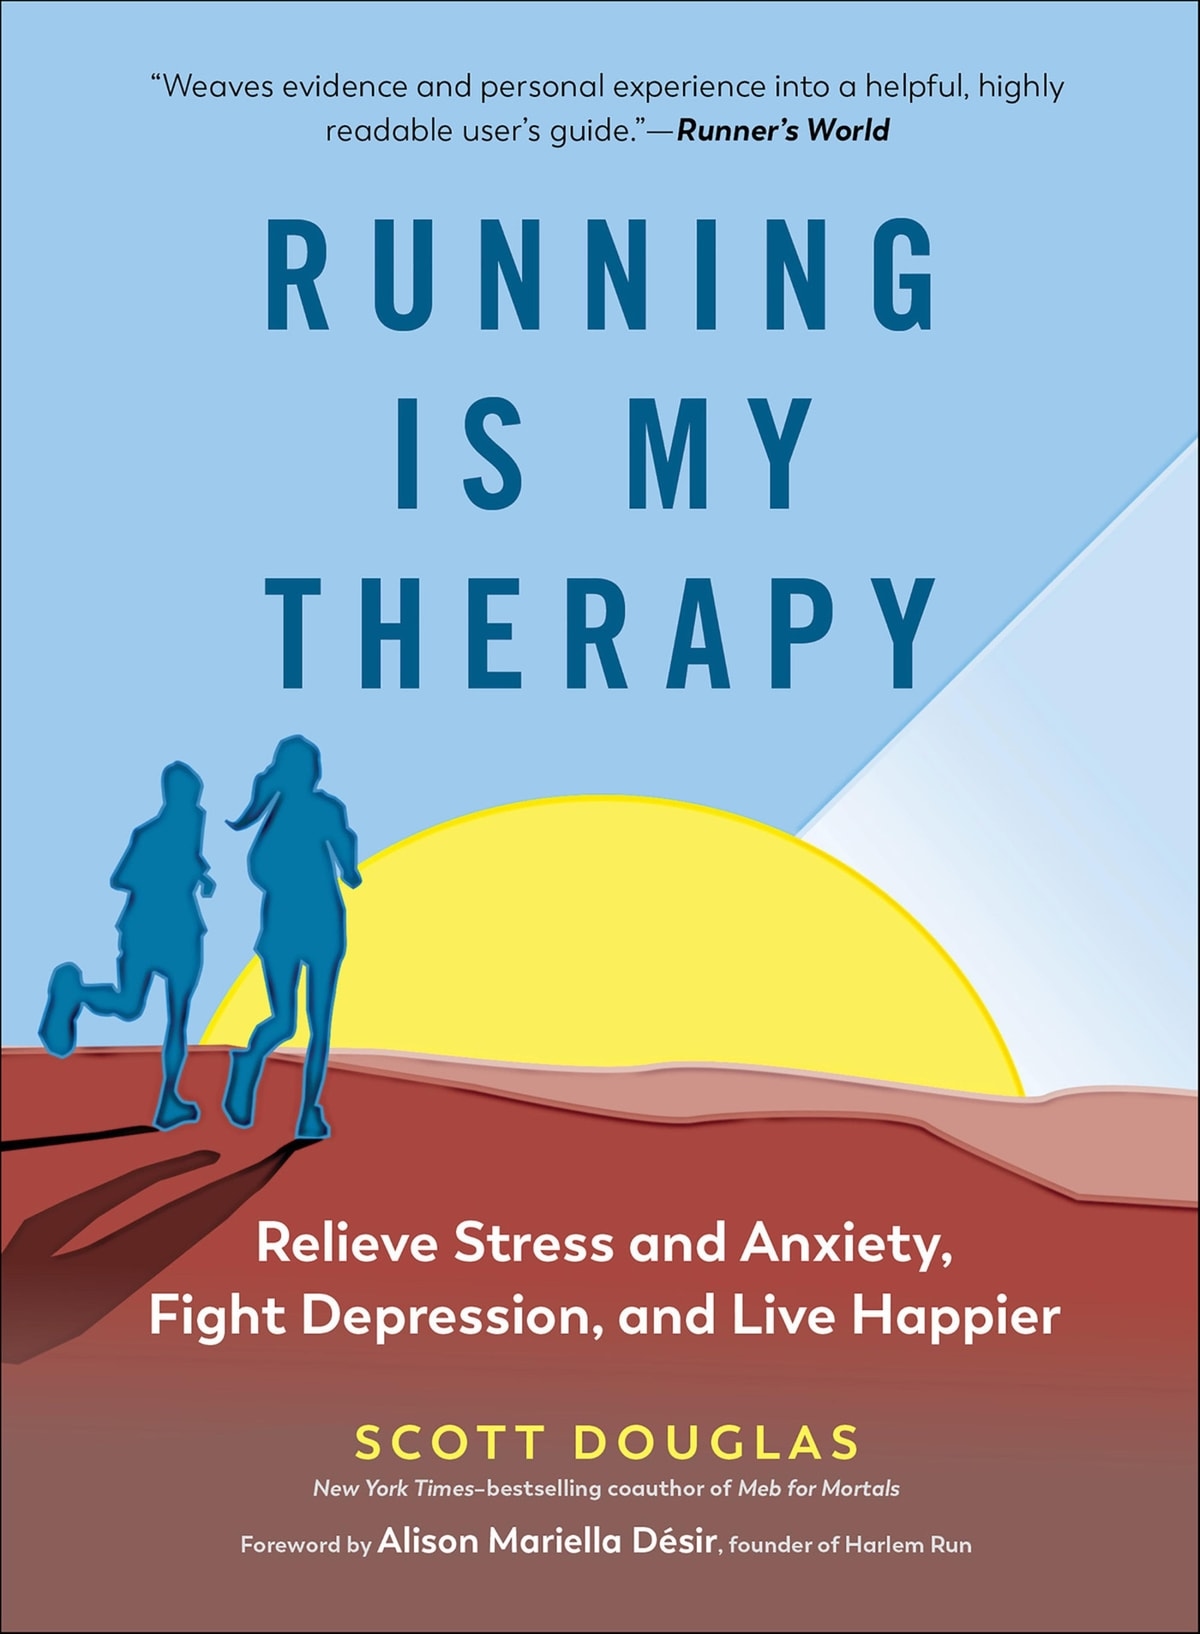 “Weaves evidence and personal experience into a helpful, highly
readable user’s guide.”—Runner’s World
RUNNING
IS MY
THERAPY
Relieve Stress and Anxiety,
Fight Depression, and Live Happier
SCOTT DOUGLAS
New York Times–bestselling coauthor of Meb for Mortals
Foreword by Alison Mariella Désir, founder of Harlem Run